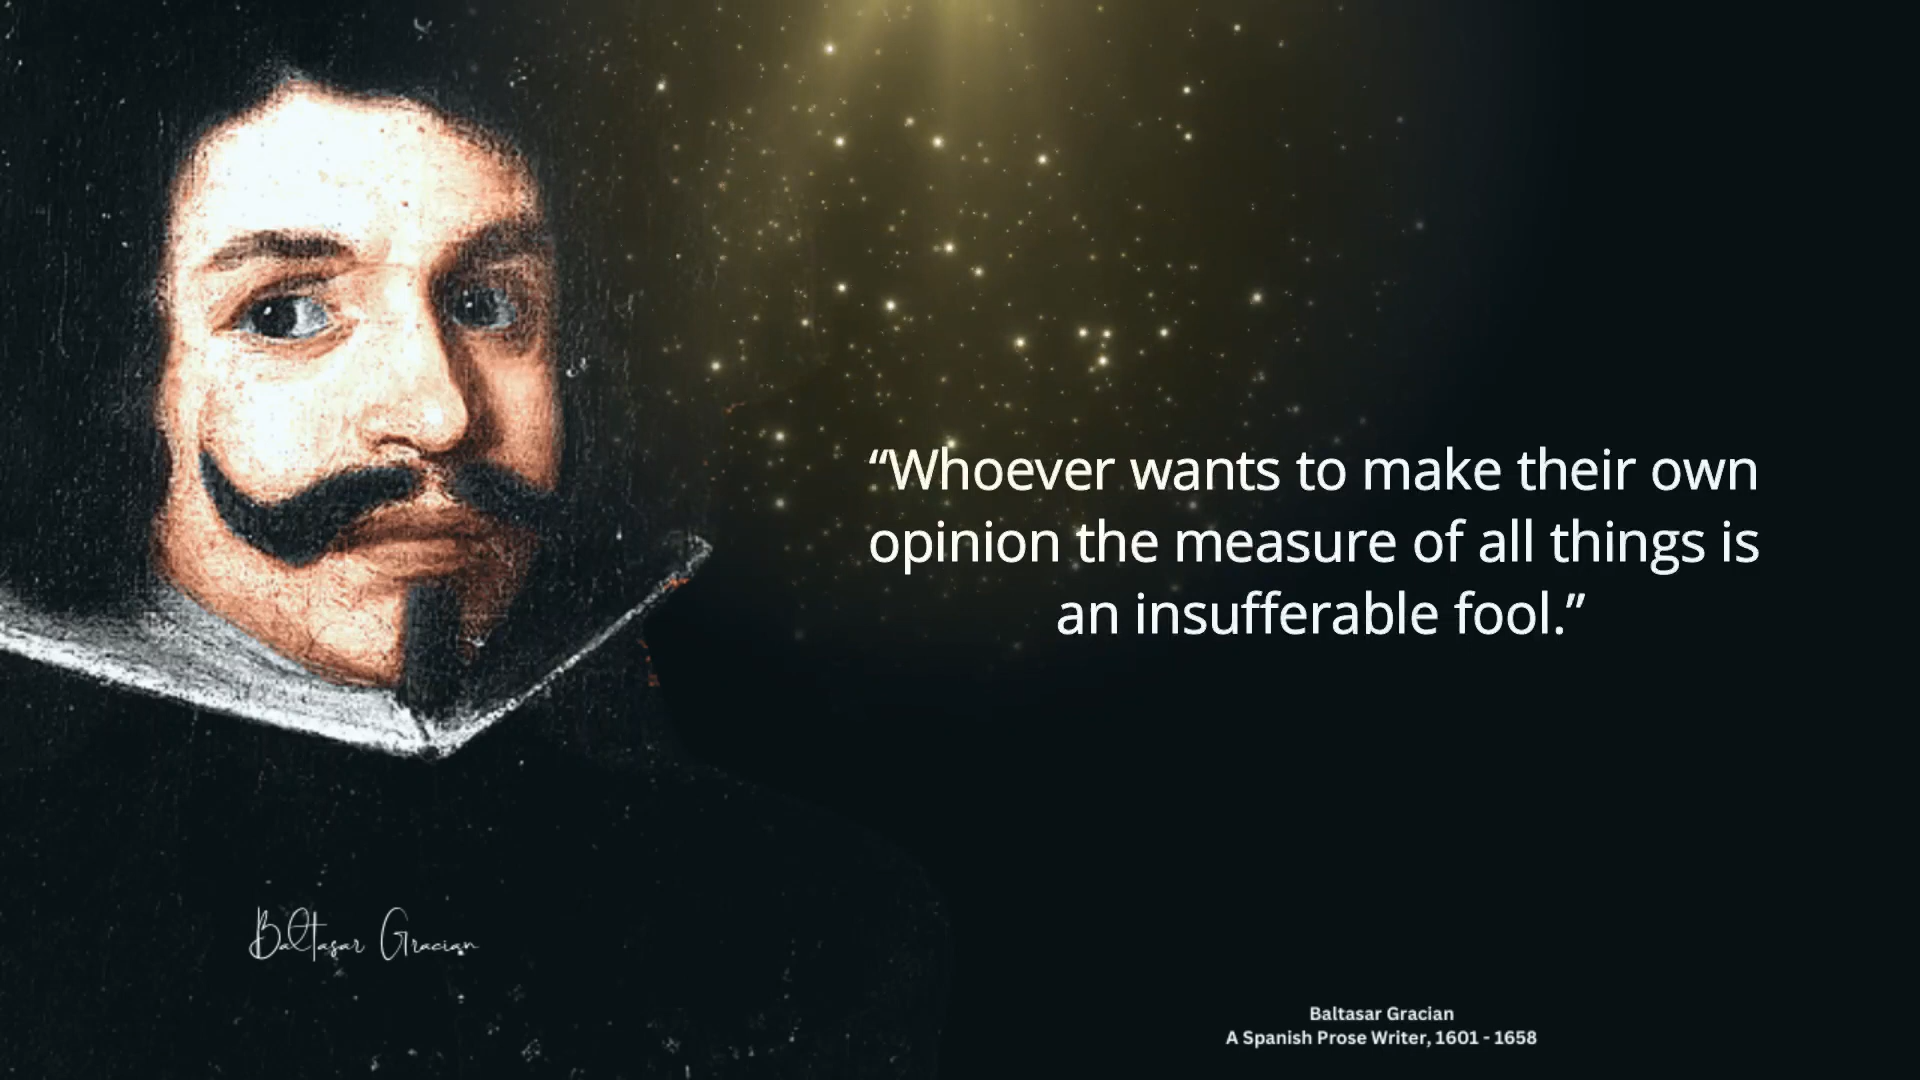 “Whoever wants to make their own
opinion the measure of all things is
an insufferable fool.”
Baltasar Gracian
Baltasar Gracian
A Spanish Prose Writer, 1601 - 1658